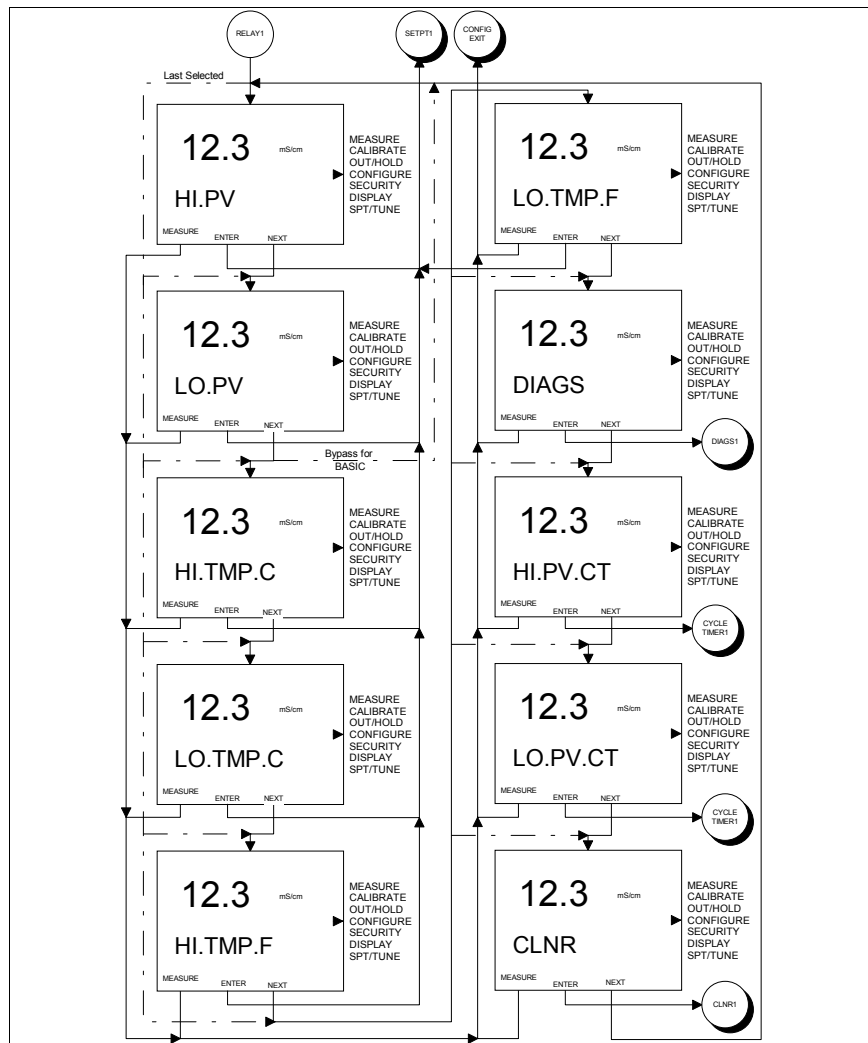 RELAY1
SETPT1
CONFIG
EXIT
Last Selected
12.3
mS/cm
HI.PV
MEASURE
CALIBRATE
OUT/HOLD
CONFIGURE
SECURITY
DISPLAY
SPT/TUNE
MEASURE
ENTER
NEXT
12.3
mS/cm
LO.PV
MEASURE
CALIBRATE
OUT/HOLD
CONFIGURE
SECURITY
DISPLAY
SPT/TUNE
MEASURE
ENTER
NEXT
Bypass for
BASIC
12.3
mS/cm
HI.TMP.C
MEASURE
CALIBRATE
OUT/HOLD
CONFIGURE
SECURITY
DISPLAY
SPT/TUNE
MEASURE
ENTER
NEXT
12.3
mS/cm
LO.TMP.C
MEASURE
CALIBRATE
OUT/HOLD
CONFIGURE
SECURITY
DISPLAY
SPT/TUNE
MEASURE
ENTER
NEXT
12.3
mS/cm
HI.TMP.F
MEASURE
CALIBRATE
OUT/HOLD
CONFIGURE
SECURITY
DISPLAY
SPT/TUNE
MEASURE
ENTER
NEXT
12.3
mS/cm
LO.TMP.F
MEASURE
CALIBRATE
OUT/HOLD
CONFIGURE
SECURITY
DISPLAY
SPT/TUNE
MEASURE
ENTER
NEXT
12.3
mS/cm
DIAGS
MEASURE
CALIBRATE
OUT/HOLD
CONFIGURE
SECURITY
DISPLAY
SPT/TUNE
MEASURE
ENTER
NEXT
DIAGS1
12.3
mS/cm
HI.PV.CT
MEASURE
CALIBRATE
OUT/HOLD
CONFIGURE
SECURITY
DISPLAY
SPT/TUNE
MEASURE
ENTER
NEXT
CYCLE
TIMER1
12.3
mS/cm
LO.PV.CT
MEASURE
CALIBRATE
OUT/HOLD
CONFIGURE
SECURITY
DISPLAY
SPT/TUNE
MEASURE
ENTER
NEXT
CYCLE
TIMER1
12.3
mS/cm
CLNR
MEASURE
CALIBRATE
OUT/HOLD
CONFIGURE
SECURITY
DISPLAY
SPT/TUNE
MEASURE
ENTER
NEXT
CLNR1